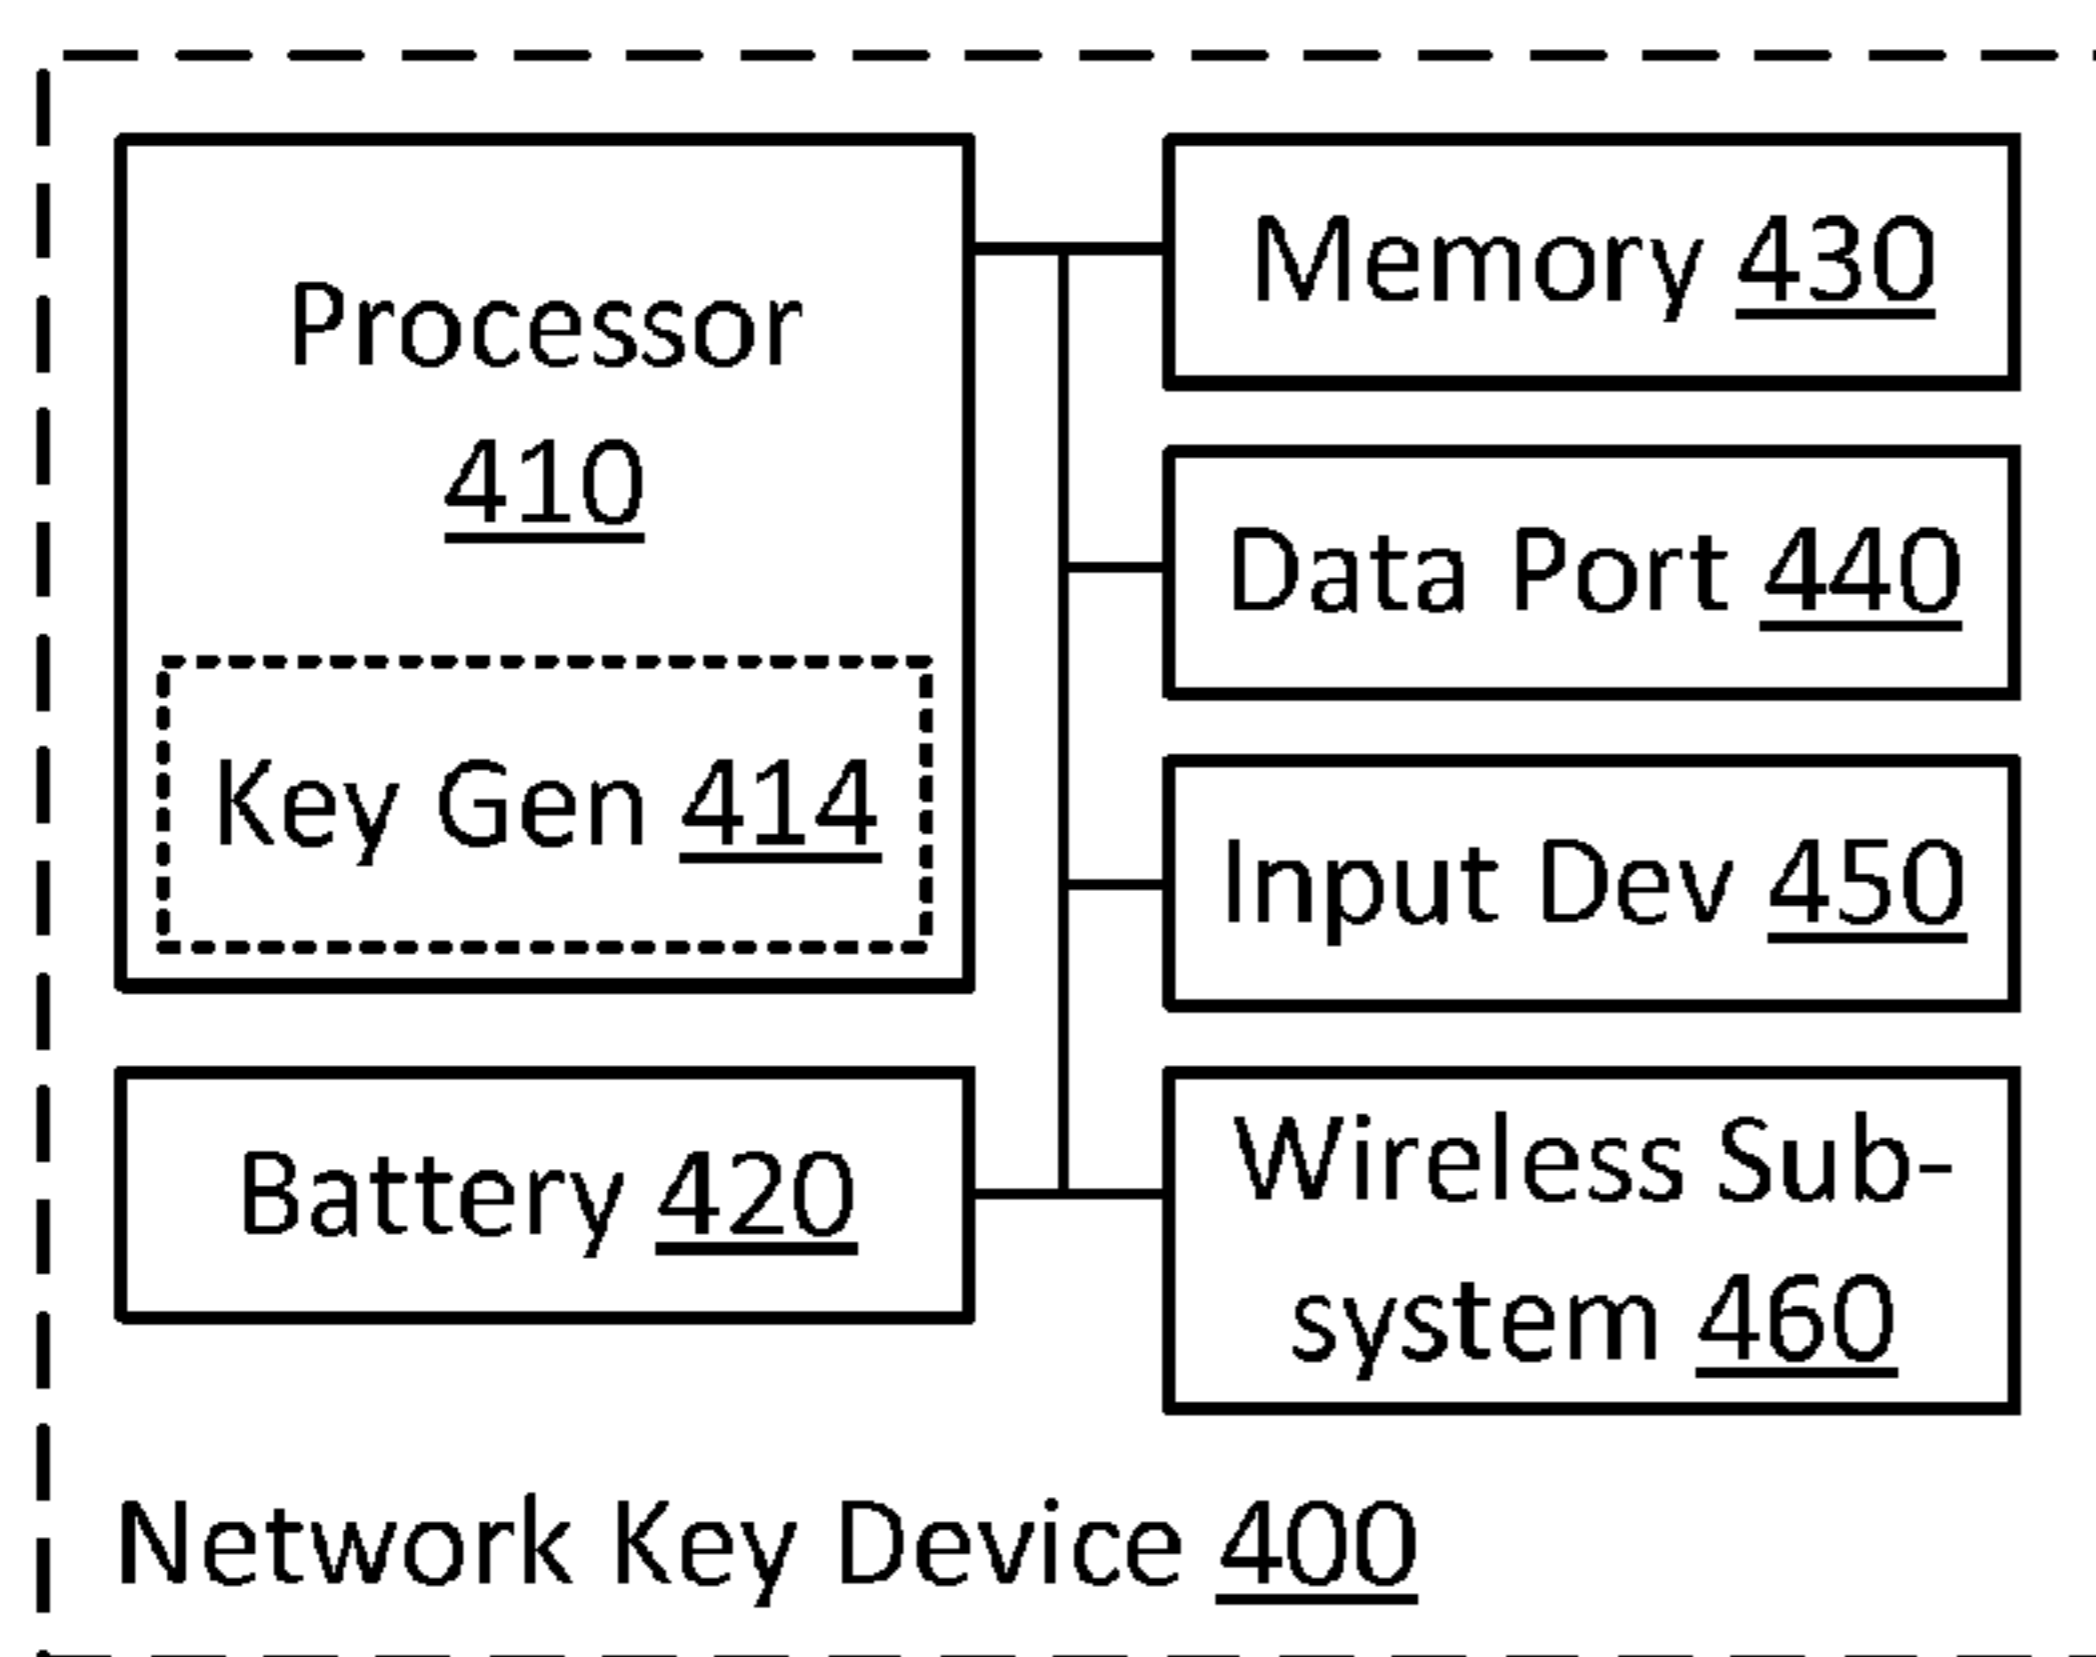 Processor
410
Key Gen 414
Battery 420
Memory 430
Data Port 440
Input Dev 450
Wireless Sub-
system 460
Network Key Device 400